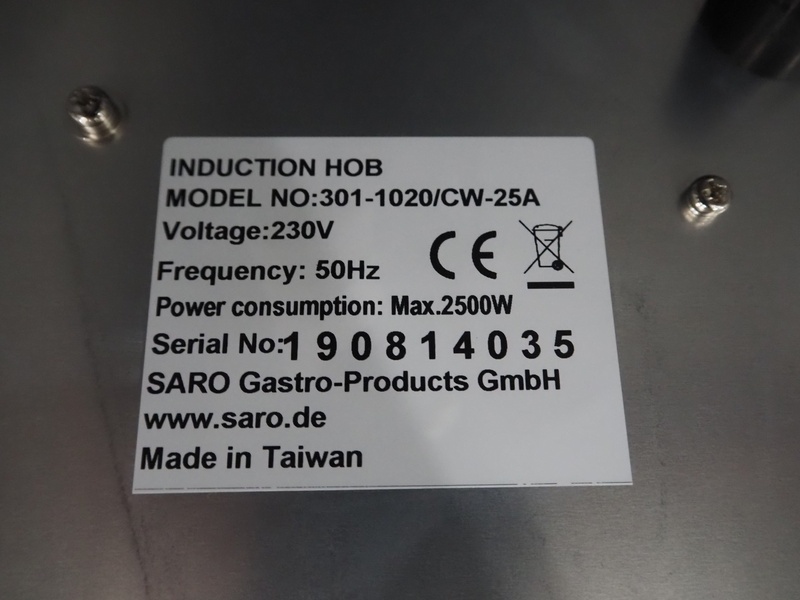 INDUCTION HOB
MODEL NO:301-1020/CW-25A
Voltage:230V
CE
Frequency: 50Hz
Power consumption: Max.2500W
Serial No:190814035
SARO Gastro-Products GmbH
www.saro.de
Made in Taiwan